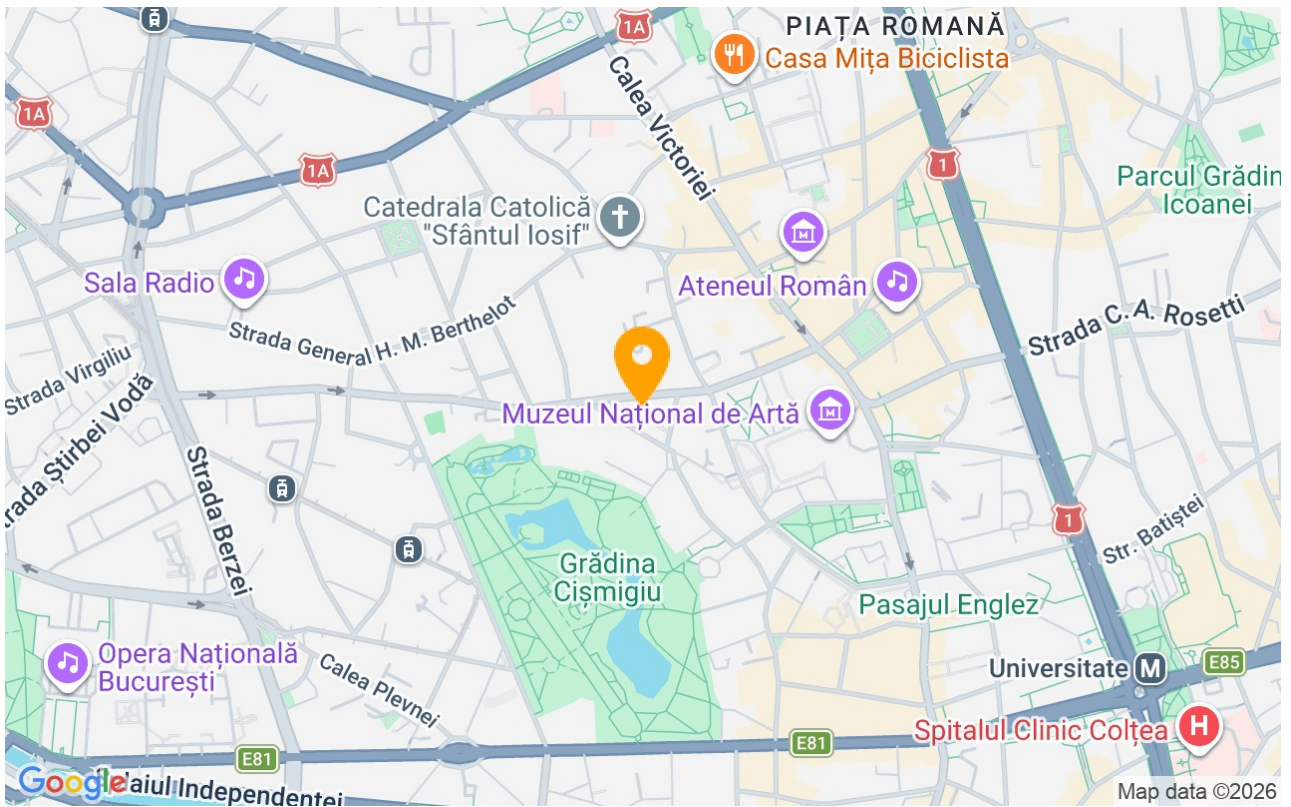 1A
PIAȚA ROMANĂ
Casa Mița Biciclista
Calea Victoriei
1A
1A
1
Parcul Grădin
Icoanei
Catedrala Catolică
"Sfântul Iosif"
M
Sala Radio
Ateneul Român
Strada General H. M. Berthelot
Strada C. A. Rosetti
Strada Virgiliu
trada Știrbei Vodă
Muzeul Național de Artă
M
Strada Berzei
1
Str. Batiștei
Grădina
Cișmigiu
Pasajul Englez
Opera Națională
București
Calea Plevnei
Universitate
M
E85
Spitalul Clinic Colțea
H
E81
E81
Google
laiul Independenței
Map data ©2026